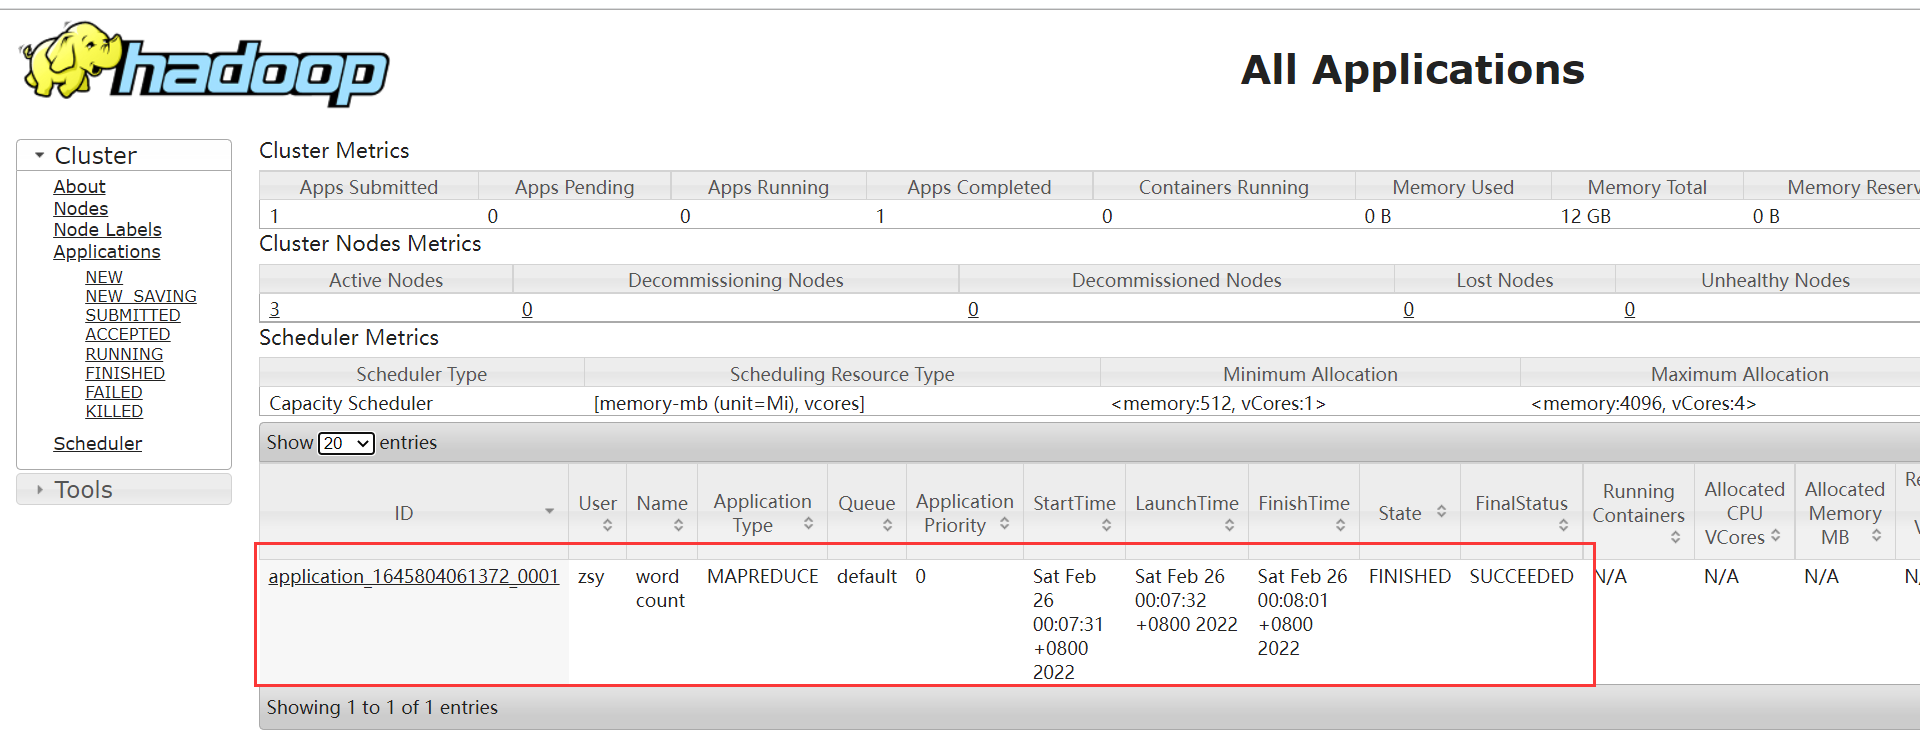 hadoop
All Applications
Cluster
About
Nodes
Node Labels
Applications
NEW
NEW_SAVING
SUBMITTED
ACCEPTED
RUNNING
FINISHED
FAILED
KILLED
Scheduler
Tools
Cluster Metrics
Apps Submitted Apps Pending Apps Running Apps Completed Containers Running Memory Used Memory Total Memory Reserv
1 0 0 1 0 0 B 12 GB 0 B
Cluster Nodes Metrics
Active Nodes Decommissioning Nodes Decommissioned Nodes Lost Nodes Unhealthy Nodes
3 0 0 0 0
Scheduler Metrics
Scheduler Type Scheduling Resource Type Minimum Allocation Maximum Allocation
Capacity Scheduler [memory-mb (unit=Mi), vcores] <memory:512, vCores:1> <memory:4096, vCores:4>
Show 20 entries
ID
User
Name
Application
Type
Queue
Application
Priority
StartTime
LaunchTime
FinishTime
State
FinalStatus
Running
Containers
Allocated
CPU
VCores
Allocated
Memory
MB
Re
V
application_1645804061372_0001
zsy
word
count
MAPREDUCE
default
0
Sat Feb
26
00:07:31
+0800
2022
Sat Feb 26
00:07:32
+0800 2022
Sat Feb 26
00:08:01
+0800
2022
FINISHED
SUCCEEDED
N/A
N/A
N/A
N/
Showing 1 to 1 of 1 entries